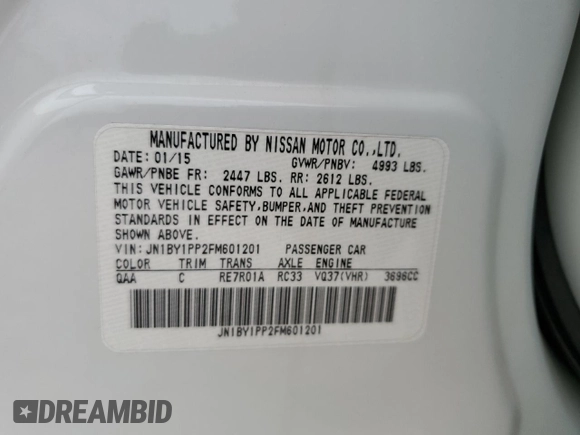 MANUFACTURED BY NISSAN MOTOR CO.,LTD.
DATE: 01/15 GVWR/PNBV: 4993 LBS.
GAWR/PNBE FR: 2447 LBS. RR: 2612 LBS.
THIS VEHICLE CONFORMS TO ALL APPLICABLE FEDERAL
MOTOR VEHICLE SAFETY,BUMPER,AND THEFT PREVENTION
STANDARDS IN EFFECT ON THE DATE OF MANUFACTURE
SHOWN ABOVE.
VIN: JN1BY1PP2FM601201 PASSENGER CAR
COLOR TRIM TRANS AXLE ENGINE
QAA C RE7R01A RC33 VQ37(VHR) 3696CC
JN1BY1PP2FM601201
DREAMBID